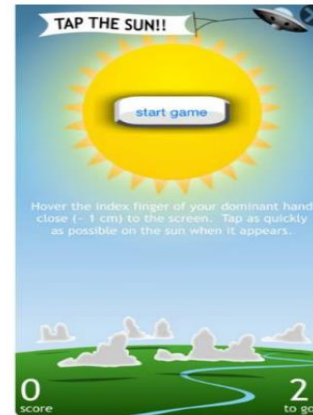 TAP THE SUN!!
start game
Hover the index finger of your dominant hand
close (~ 1 cm) to the screen. Tap as quickly
as possible on the sun when it appears.
0
score
2
to go